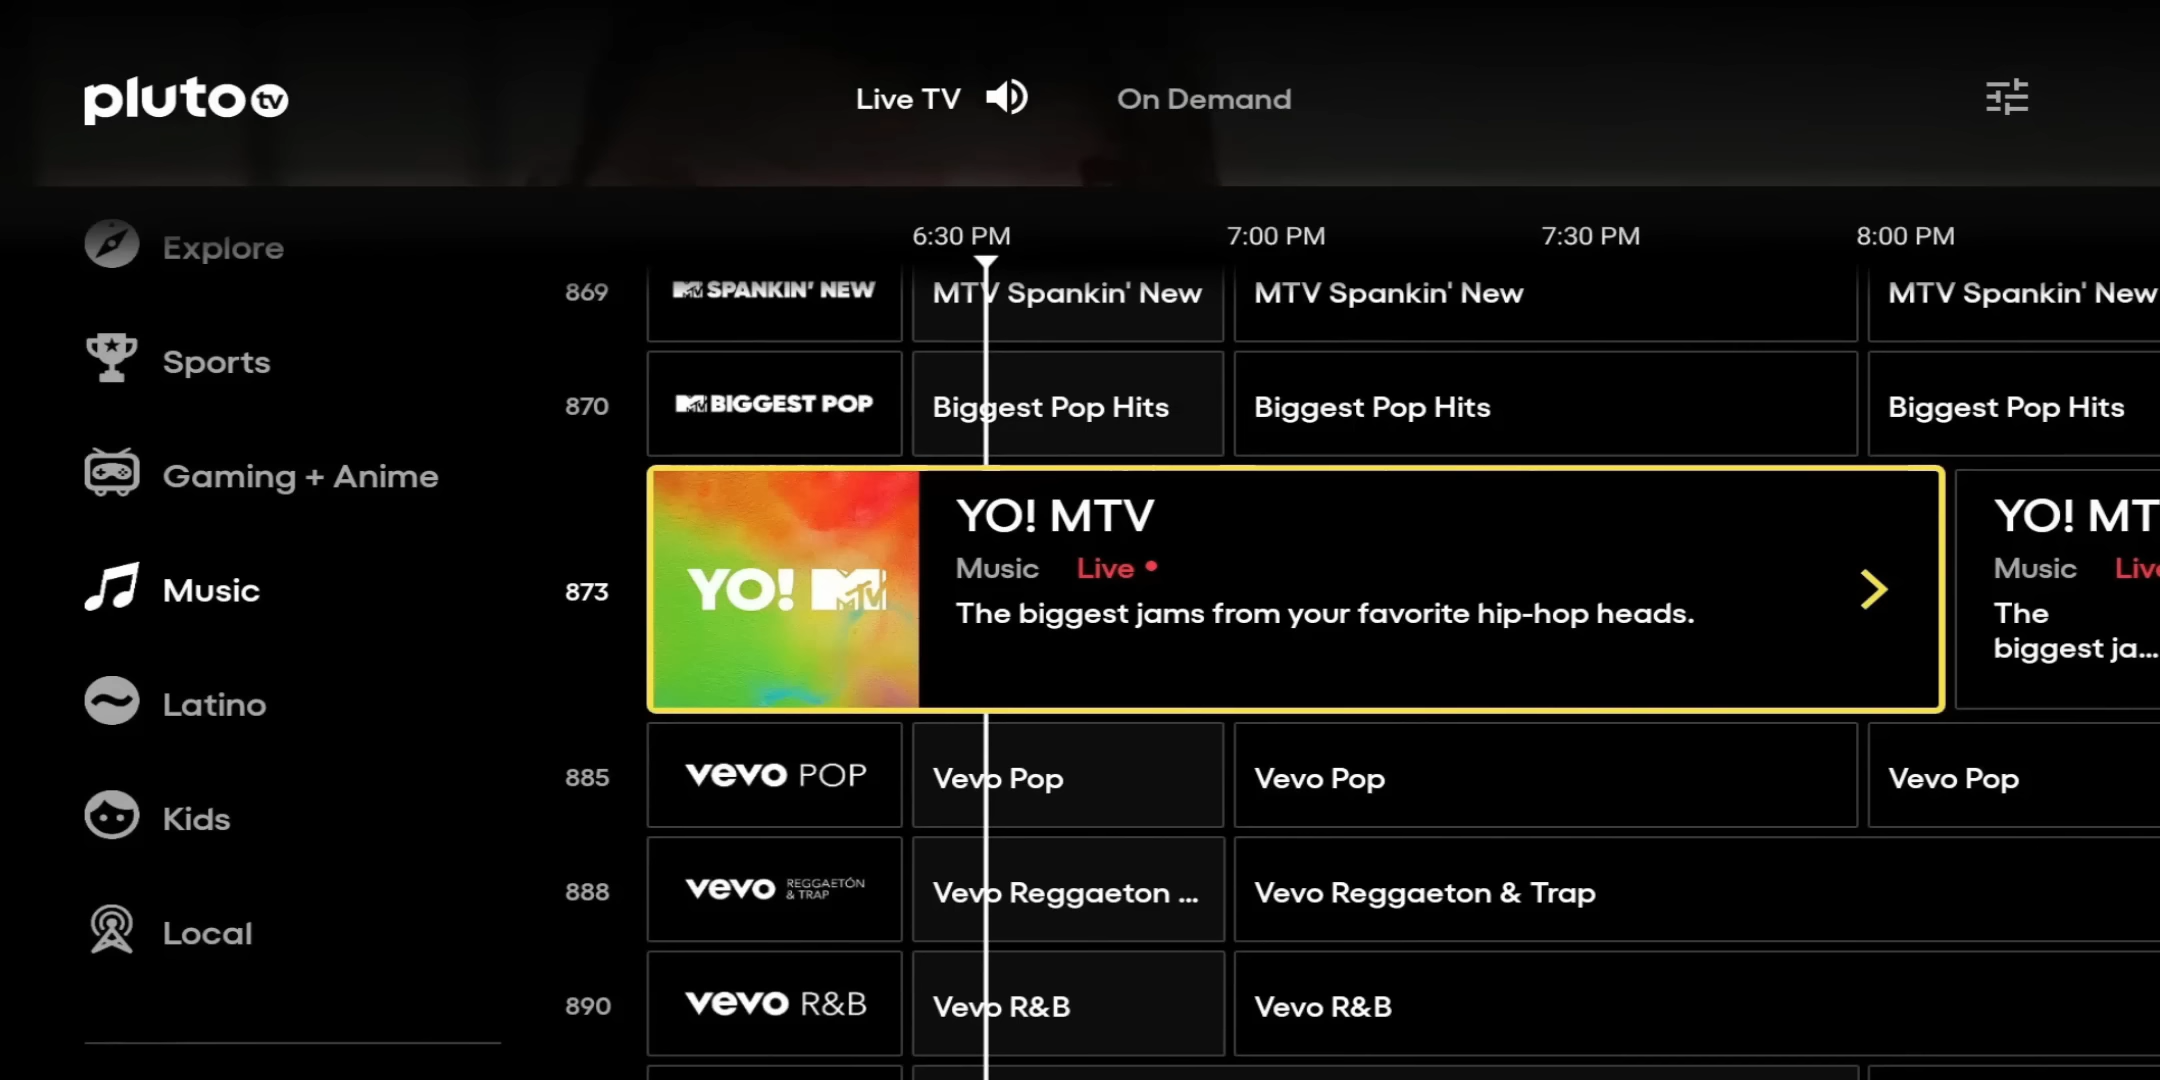 pluto tv
Live TV
On Demand
Explore
Sports
Gaming + Anime
Music
Latino
Kids
Local
6:30 PM
7:00 PM
7:30 PM
8:00 PM
869
MTV SPANKIN' NEW
MTV Spankin' New
MTV Spankin' New
MTV Spankin' New
870
MTV BIGGEST POP
Biggest Pop Hits
Biggest Pop Hits
Biggest Pop Hits
873
YO! MTV
YO! MTV
Music Live
The biggest jams from your favorite hip-hop heads.
YO! MT
Music Live
The
biggest ja...
885
vevo POP
Vevo Pop
Vevo Pop
Vevo Pop
888
vevo REGGAETÓN
& TRAP
Vevo Reggaeton ...
Vevo Reggaeton & Trap
890
vevo R&B
Vevo R&B
Vevo R&B